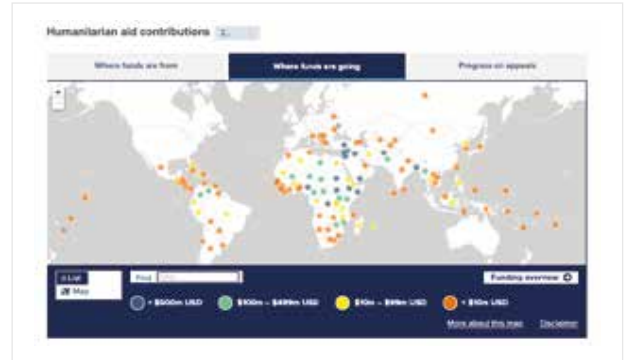 Humanitarian aid contributions
Where funds are from
Where funds are going
Progress on appeals
+
-
List
Map
Find
Funding overview
> $500m USD
$100m – $499m USD
$10m – $99m USD
< $10m USD
More about this map
Disclaimer